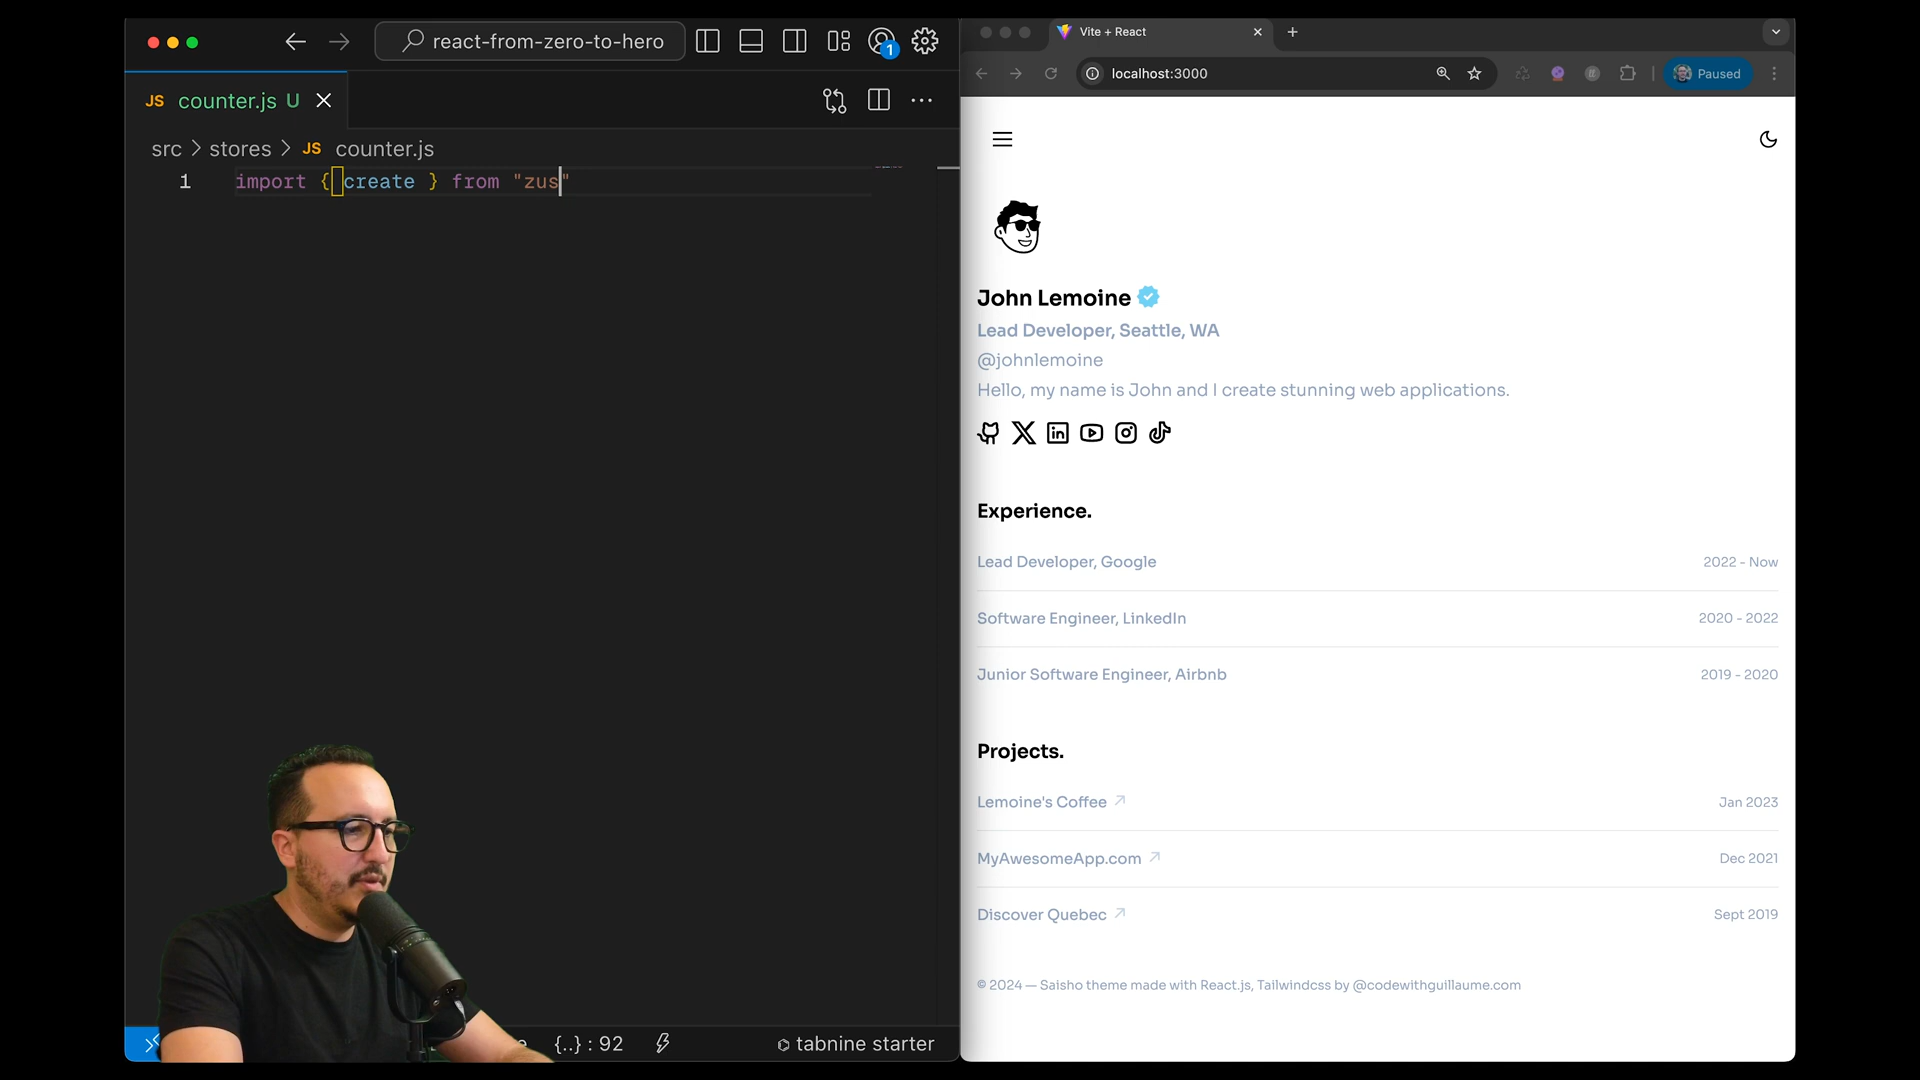 react-from-zero-to-hero
1
JS counter.js U
src > stores > JS counter.js
1 import { create } from "zus"
{..} : 92
tabnine starter
Vite + React
localhost:3000
Paused
John Lemoine
Lead Developer, Seattle, WA
@johnlemoine
Hello, my name is John and I create stunning web applications.
Experience.
Lead Developer, Google 2022 - Now
Software Engineer, LinkedIn 2020 - 2022
Junior Software Engineer, Airbnb 2019 - 2020
Projects.
Lemoine's Coffee Jan 2023
MyAwesomeApp.com Dec 2021
Discover Quebec Sept 2019
© 2024 — Saisho theme made with React.js, Tailwindcss by @codewithguillaume.com